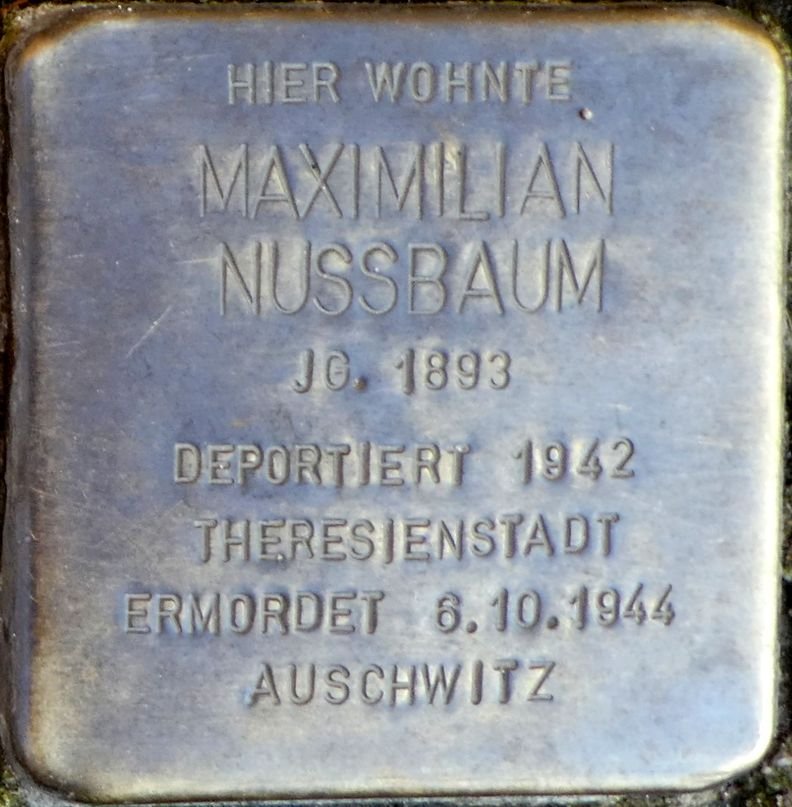 HIER WOHNTE
MAXIMILIAN
NUSSBAUM
JG. 1893
DEPORTIERT 1942
THERESIENSTADT
ERMORDET 6.10.1944
AUSCHWITZ